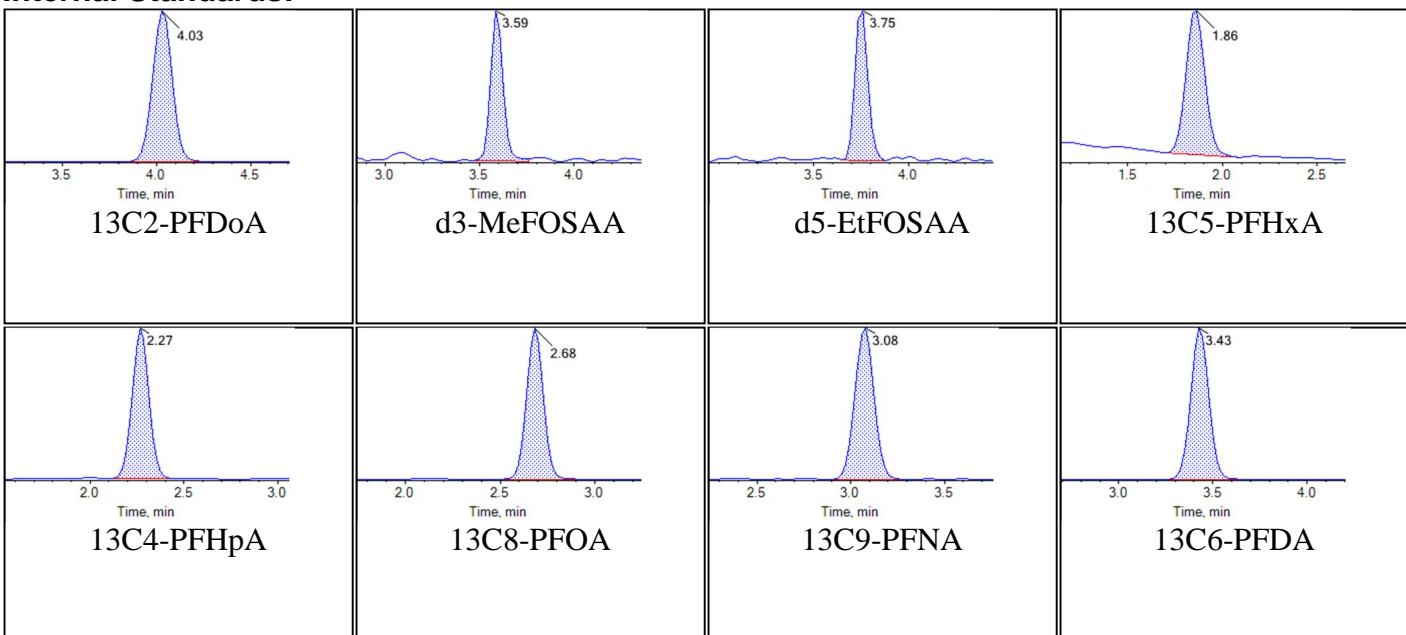 Internal Standards:
4.03
3.5 4.0 4.5
Time, min
13C2-PFDoA
3.59
3.0 3.5 4.0
Time, min
d3-MeFOSAA
3.75
3.5 4.0
Time, min
d5-EtFOSAA
1.86
1.5 2.0 2.5
Time, min
13C5-PFHxA
2.27
2.0 2.5 3.0
Time, min
13C4-PFHpA
2.68
2.0 2.5 3.0
Time, min
13C8-PFOA
3.08
2.5 3.0 3.5
Time, min
13C9-PFNA
3.43
3.0 3.5 4.0
Time, min
13C6-PFDA